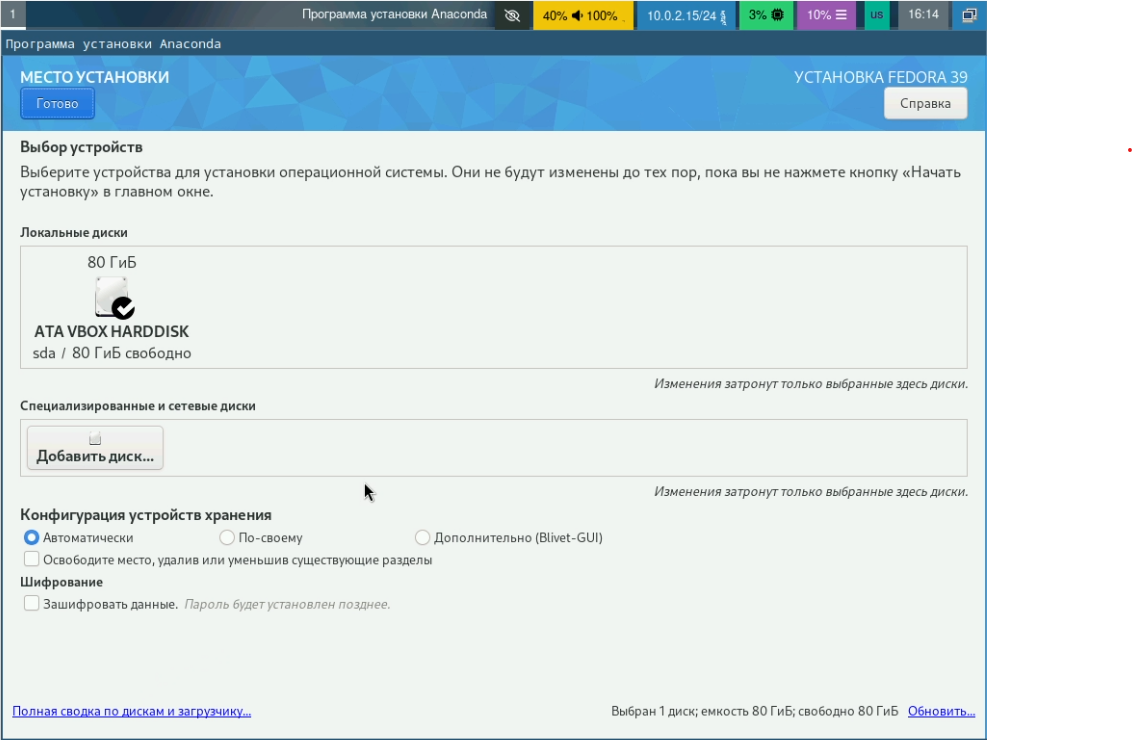 1 Программа установки Anaconda 40% 100% 10.0.2.15/24 3% 10% us 16:14
Программа установки Anaconda
МЕСТО УСТАНОВКИ УСТАНОВКА FEDORA 39
Готово Справка
Выбор устройств
Выберите устройства для установки операционной системы. Они не будут изменены до тех пор, пока вы не нажмете кнопку «Начать
установку» в главном окне.
Локальные диски
80 ГиБ
ATA VBOX HARDDISK
sda / 80 ГиБ свободно
Изменения затронут только выбранные здесь диски.
Специализированные и сетевые диски
Добавить диск...
Изменения затронут только выбранные здесь диски.
Конфигурация устройств хранения
Автоматически По-своему Дополнительно (Blivet-GUI)
Освободите место, удалив или уменьшив существующие разделы
Шифрование
Зашифровать данные. Пароль будет установлен позднее.
Полная сводка по дискам и загрузчику... Выбран 1 диск; емкость 80 ГиБ; свободно 80 ГиБ Обновить...